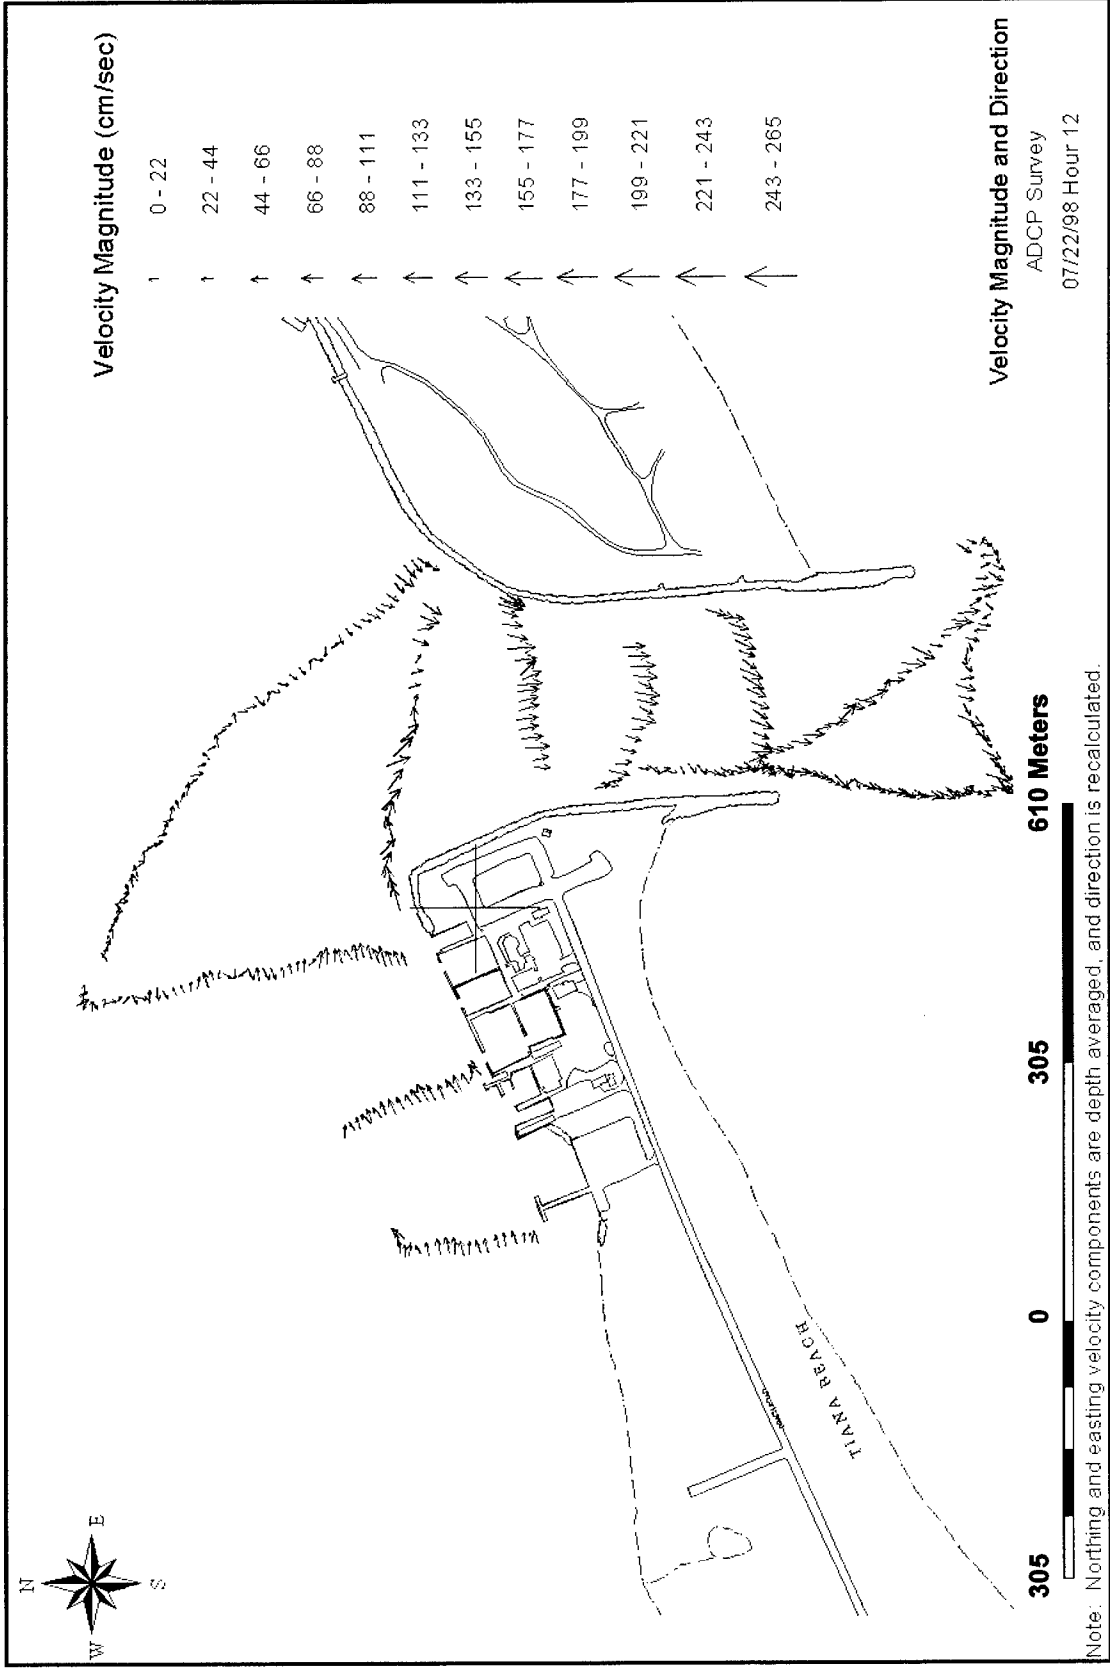 N
W
E
S
Velocity Magnitude (cm/sec)
0 - 22
22 - 44
44 - 66
66 - 88
88 - 111
111 - 133
133 - 155
155 - 177
177 - 199
199 - 221
221 - 243
243 - 265
TIANA BEACH
305
0
305
610 Meters
Velocity Magnitude and Direction
ADCP Survey
07/22/98 Hour 12
Note: Northing and easting velocity components are depth averaged, and direction is recalculated.